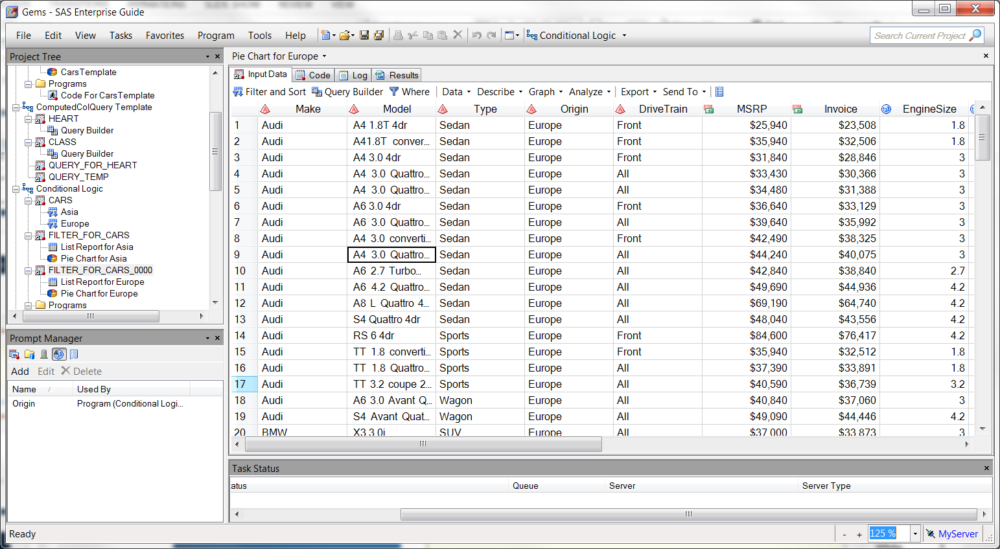 Gems - SAS Enterprise Guide
File Edit View Tasks Favorites Program Tools Help Conditional Logic Search Current Project
Project Tree
CarsTemplate
Programs
Code For CarsTemplate
ComputedColQuery Template
HEART
Query Builder
CLASS
Query Builder
QUERY_FOR_HEART
QUERY_TEMP
Conditional Logic
CARS
Asia
Europe
FILTER_FOR_CARS
List Report for Asia
Pie Chart for Asia
FILTER_FOR_CARS_0000
List Report for Europe
Pie Chart for Europe
Programs
Prompt Manager
Add Edit Delete
Name Used By
Origin Program (Conditional Logi...
Pie Chart for Europe
Input Data Code Log Results
Filter and Sort Query Builder Where Data Describe Graph Analyze Export Send To
Make Model Type Origin DriveTrain MSRP Invoice EngineSize
1 Audi A4 1.8T 4dr Sedan Europe Front $25,940 $23,508 1.8
2 Audi A41.8T conver... Sedan Europe Front $35,940 $32,506 1.8
3 Audi A4 3.0 4dr Sedan Europe Front $31,840 $28,846 3
4 Audi A4 3.0 Quattro... Sedan Europe All $33,430 $30,366 3
5 Audi A4 3.0 Quattro... Sedan Europe All $34,480 $31,388 3
6 Audi A6 3.0 4dr Sedan Europe Front $36,640 $33,129 3
7 Audi A6 3.0 Quattro... Sedan Europe All $39,640 $35,992 3
8 Audi A4 3.0 converti... Sedan Europe Front $42,490 $38,325 3
9 Audi A4 3.0 Quattro... Sedan Europe All $44,240 $40,075 3
10 Audi A6 2.7 Turbo... Sedan Europe All $42,840 $38,840 2.7
11 Audi A6 4.2 Quattro... Sedan Europe All $49,690 $44,936 4.2
12 Audi A8 L Quattro 4... Sedan Europe All $69,190 $64,740 4.2
13 Audi S4 Quattro 4dr Sedan Europe All $48,040 $43,556 4.2
14 Audi RS 6 4dr Sports Europe Front $84,600 $76,417 4.2
15 Audi TT 1.8 converti... Sports Europe Front $35,940 $32,512 1.8
16 Audi TT 1.8 Quattro... Sports Europe All $37,390 $33,891 1.8
17 Audi TT 3.2 coupe 2... Sports Europe All $40,590 $36,739 3.2
18 Audi A6 3.0 Avant Q... Wagon Europe All $40,840 $37,060 3
19 Audi S4 Avant Quat... Wagon Europe All $49,090 $44,446 4.2
20 BMW X3 3.0i SUV Europe All $37,000 $33,873 3
Task Status
atus Queue Server Server Type
Ready - + 125 % MyServer